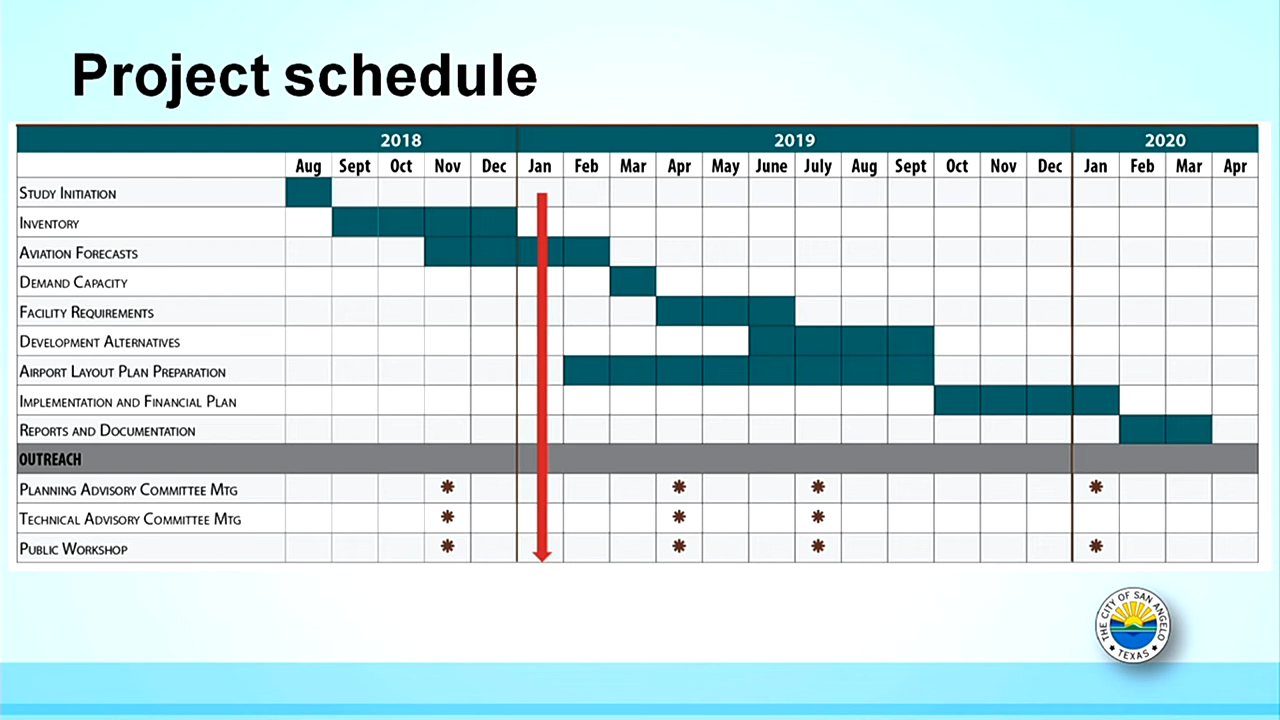 Project schedule
2018 2019 2020
Aug Sept Oct Nov Dec Jan Feb Mar Apr May June July Aug Sept Oct Nov Dec Jan Feb Mar Apr
STUDY INITIATION
INVENTORY
AVIATION FORECASTS
DEMAND CAPACITY
FACILITY REQUIREMENTS
DEVELOPMENT ALTERNATIVES
AIRPORT LAYOUT PLAN PREPARATION
IMPLEMENTATION AND FINANCIAL PLAN
REPORTS AND DOCUMENTATION
OUTREACH
PLANNING ADVISORY COMMITTEE MTG
TECHNICAL ADVISORY COMMITTEE MTG
PUBLIC WORKSHOP
THE CITY OF SAN ANGELO
TEXAS